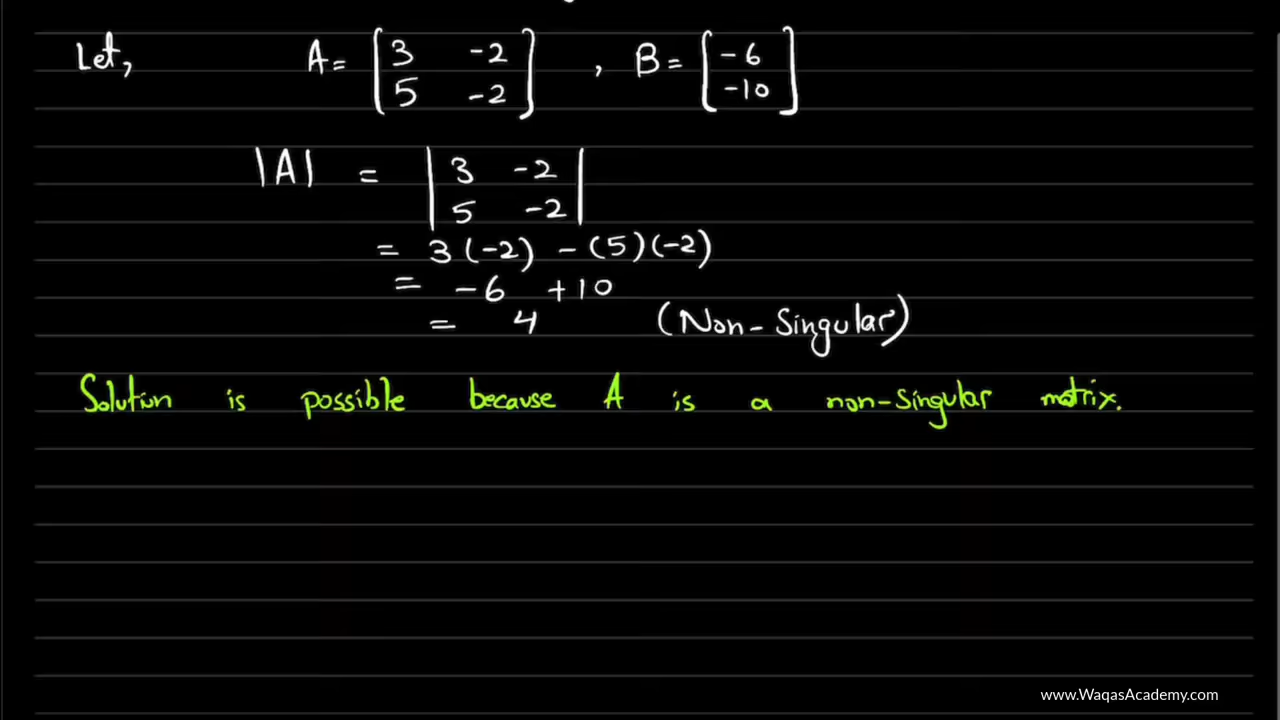 Let, A = [3 -2 , B = [-6
5 -2] -10]
|A| = |3 -2|
|5 -2|
= 3(-2) - (5)(-2)
= -6 +10
= 4 (Non-Singular)
Solution is possible because A is a non-singular matrix.
www.WaqasAcademy.com